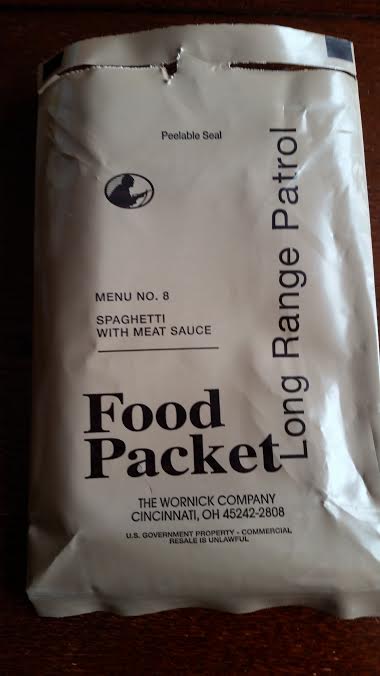 Peelable Seal
MENU NO. 8
SPAGHETTI
WITH MEAT SAUCE
Long Range Patrol
Food
Packet
THE WORNICK COMPANY
CINCINNATI, OH 45242-2808
U.S. GOVERNMENT PROPERTY - COMMERCIAL
RESALE IS UNLAWFUL